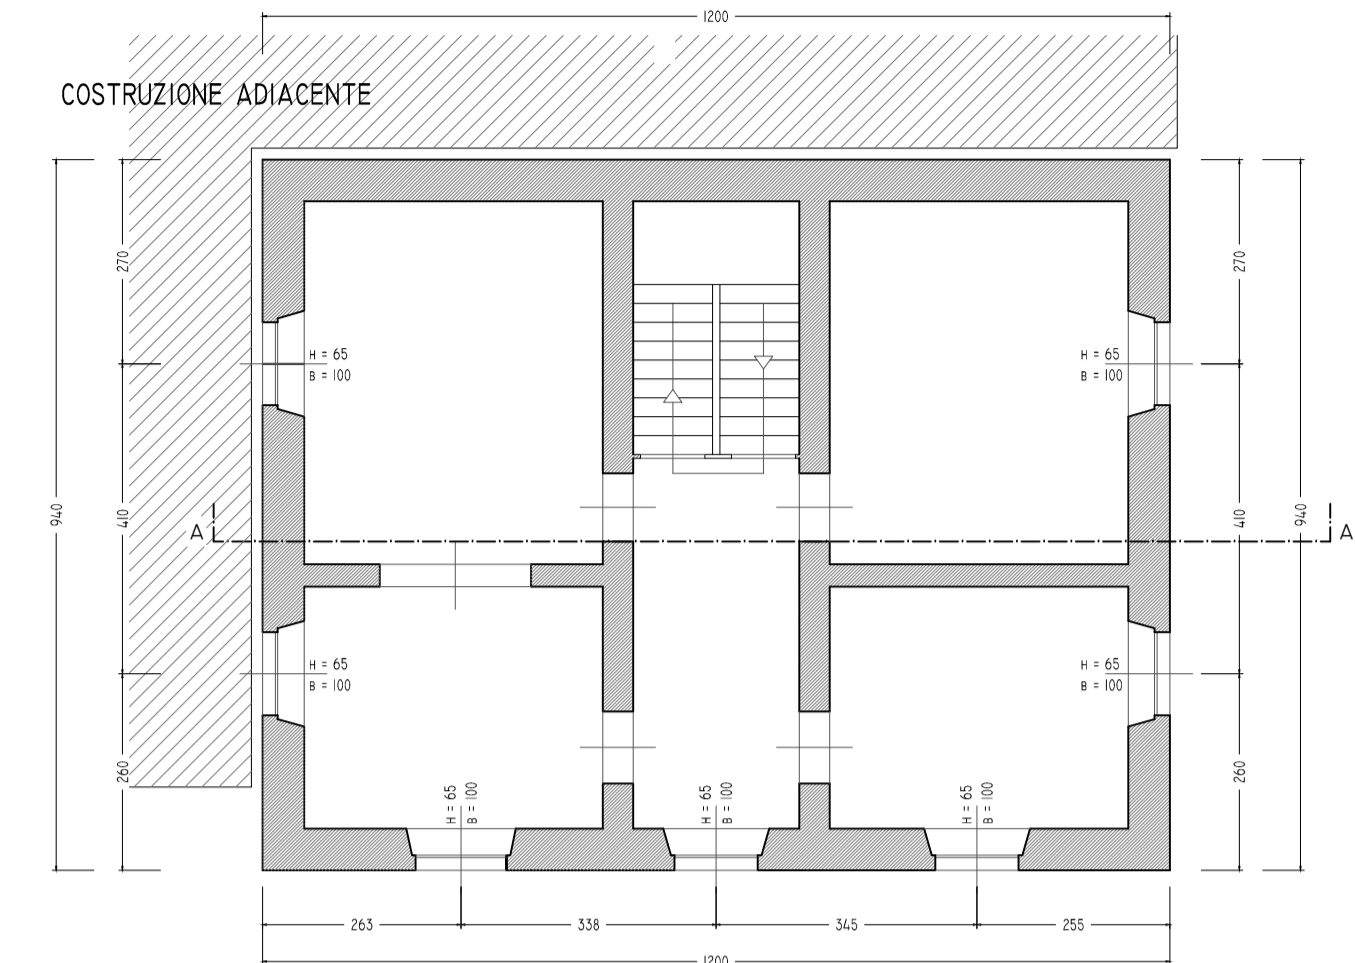 1200
COSTRUZIONE ADIACENTE
270
270
H = 65
B = 100
H = 65
B = 100
940
410
410
940
A
A
H = 65
B = 100
H = 65
B = 100
260
260
H = 65
B = 100
H = 65
B = 100
H = 65
B = 100
263
338
345
255
1200